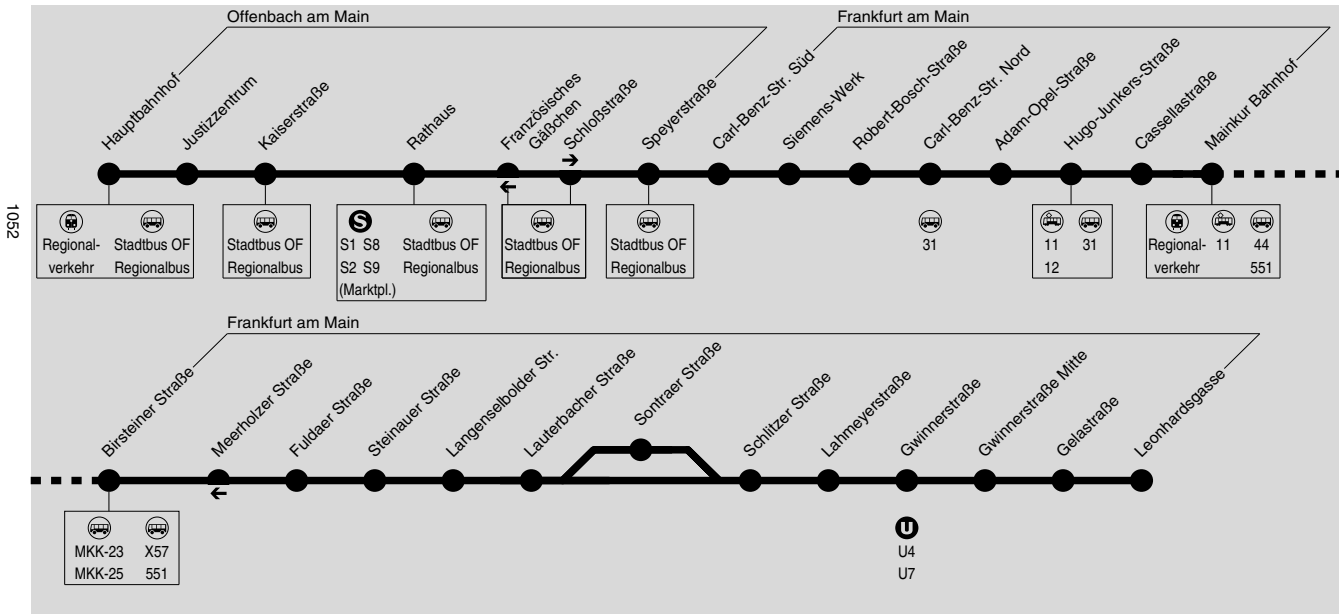 Offenbach am Main
Frankfurt am Main
Hauptbahnhof
Justizzentrum
Kaiserstraße
Rathaus
Französisches
Gäßchen
Schloßstraße
Speyerstraße
Carl-Benz-Str. Süd
Siemens-Werk
Robert-Bosch-Straße
Carl-Benz-Str. Nord
Adam-Opel-Straße
Hugo-Junkers-Straße
Cassellastraße
Mainkur Bahnhof
Regional-
verkehr
Stadtbus OF
Regionalbus
Stadtbus OF
Regionalbus
S
S1 S8
S2 S9
(Marktpl.)
Stadtbus OF
Regionalbus
Stadtbus OF
Regionalbus
Stadtbus OF
Regionalbus
31
11
12
31
Regional-
verkehr
11
44
551
1052
Frankfurt am Main
Birsteiner Straße
Meerholzer Straße
Fuldaer Straße
Steinauer Straße
Langenselbolder Str.
Lauterbacher Straße
Sontraer Straße
Schlitzer Straße
Lahmeyerstraße
Gwinnerstraße
Gwinnerstraße Mitte
Gelastraße
Leonhardsgasse
MKK-23 X57
MKK-25 551
U
U4
U7